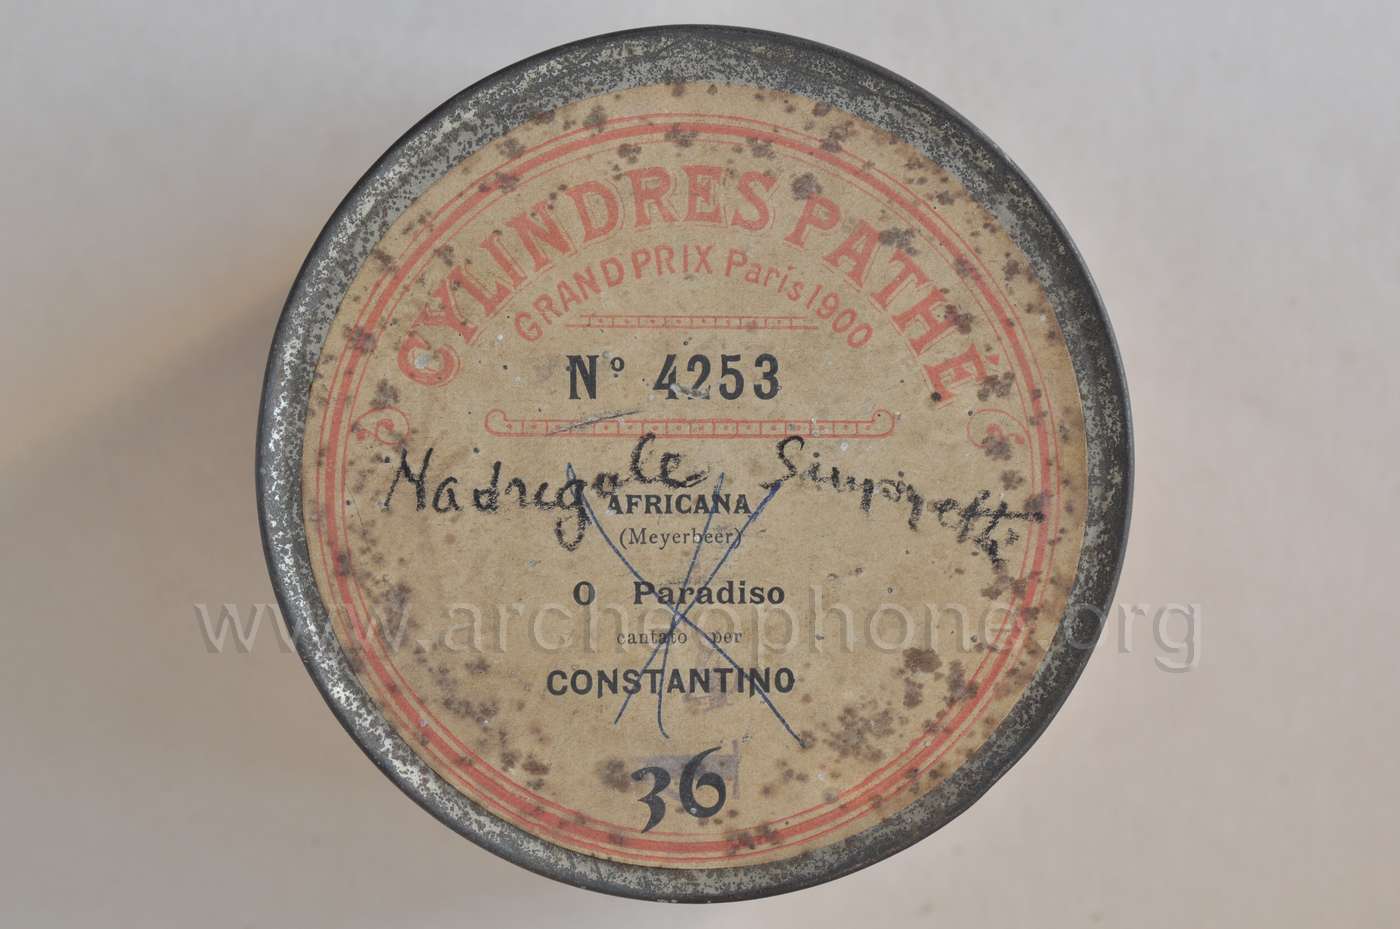 CYLINDRES PATHÉ
GRAND PRIX Paris 1900
Nº 4253
Madrigale Simonetti
AFRICANA
(Meyerbeer)
O Paradiso
cantato per
CONSTANTINO
36
www.archeophone.org